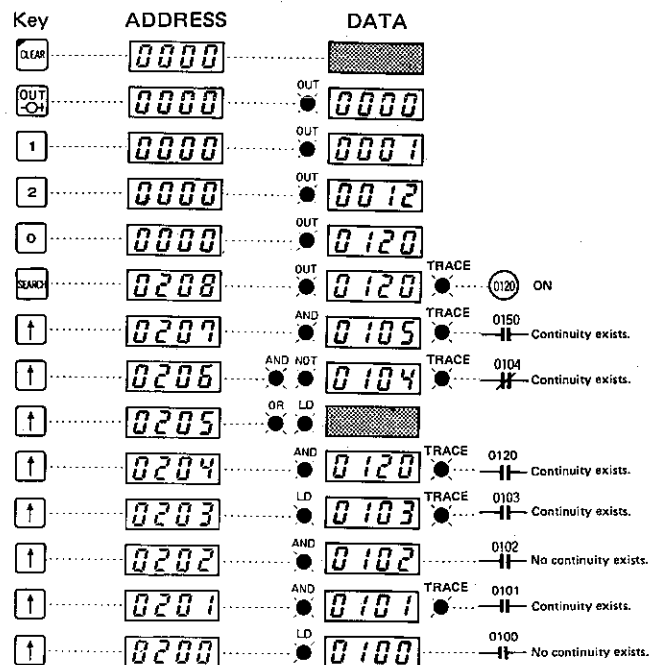 Key ADDRESS DATA
CLEAR 0000
OUT 0000 OUT 0000
1 0000 OUT 0001
2 0000 OUT 0012
0 0000 OUT 0120
SEARCH 0208 OUT 0120 TRACE 0120 ON
↑ 0207 AND 0105 TRACE 0150 Continuity exists.
↑ 0206 AND NOT 0104 TRACE 0104 Continuity exists.
↑ 0205 OR LD
↑ 0204 AND 0120 TRACE 0120 Continuity exists.
↑ 0203 LD 0103 TRACE 0103 Continuity exists.
↑ 0202 AND 0102 0102 No continuity exists.
↑ 0201 AND 0101 TRACE 0101 Continuity exists.
↑ 0200 LD 0100 0100 No continuity exists.